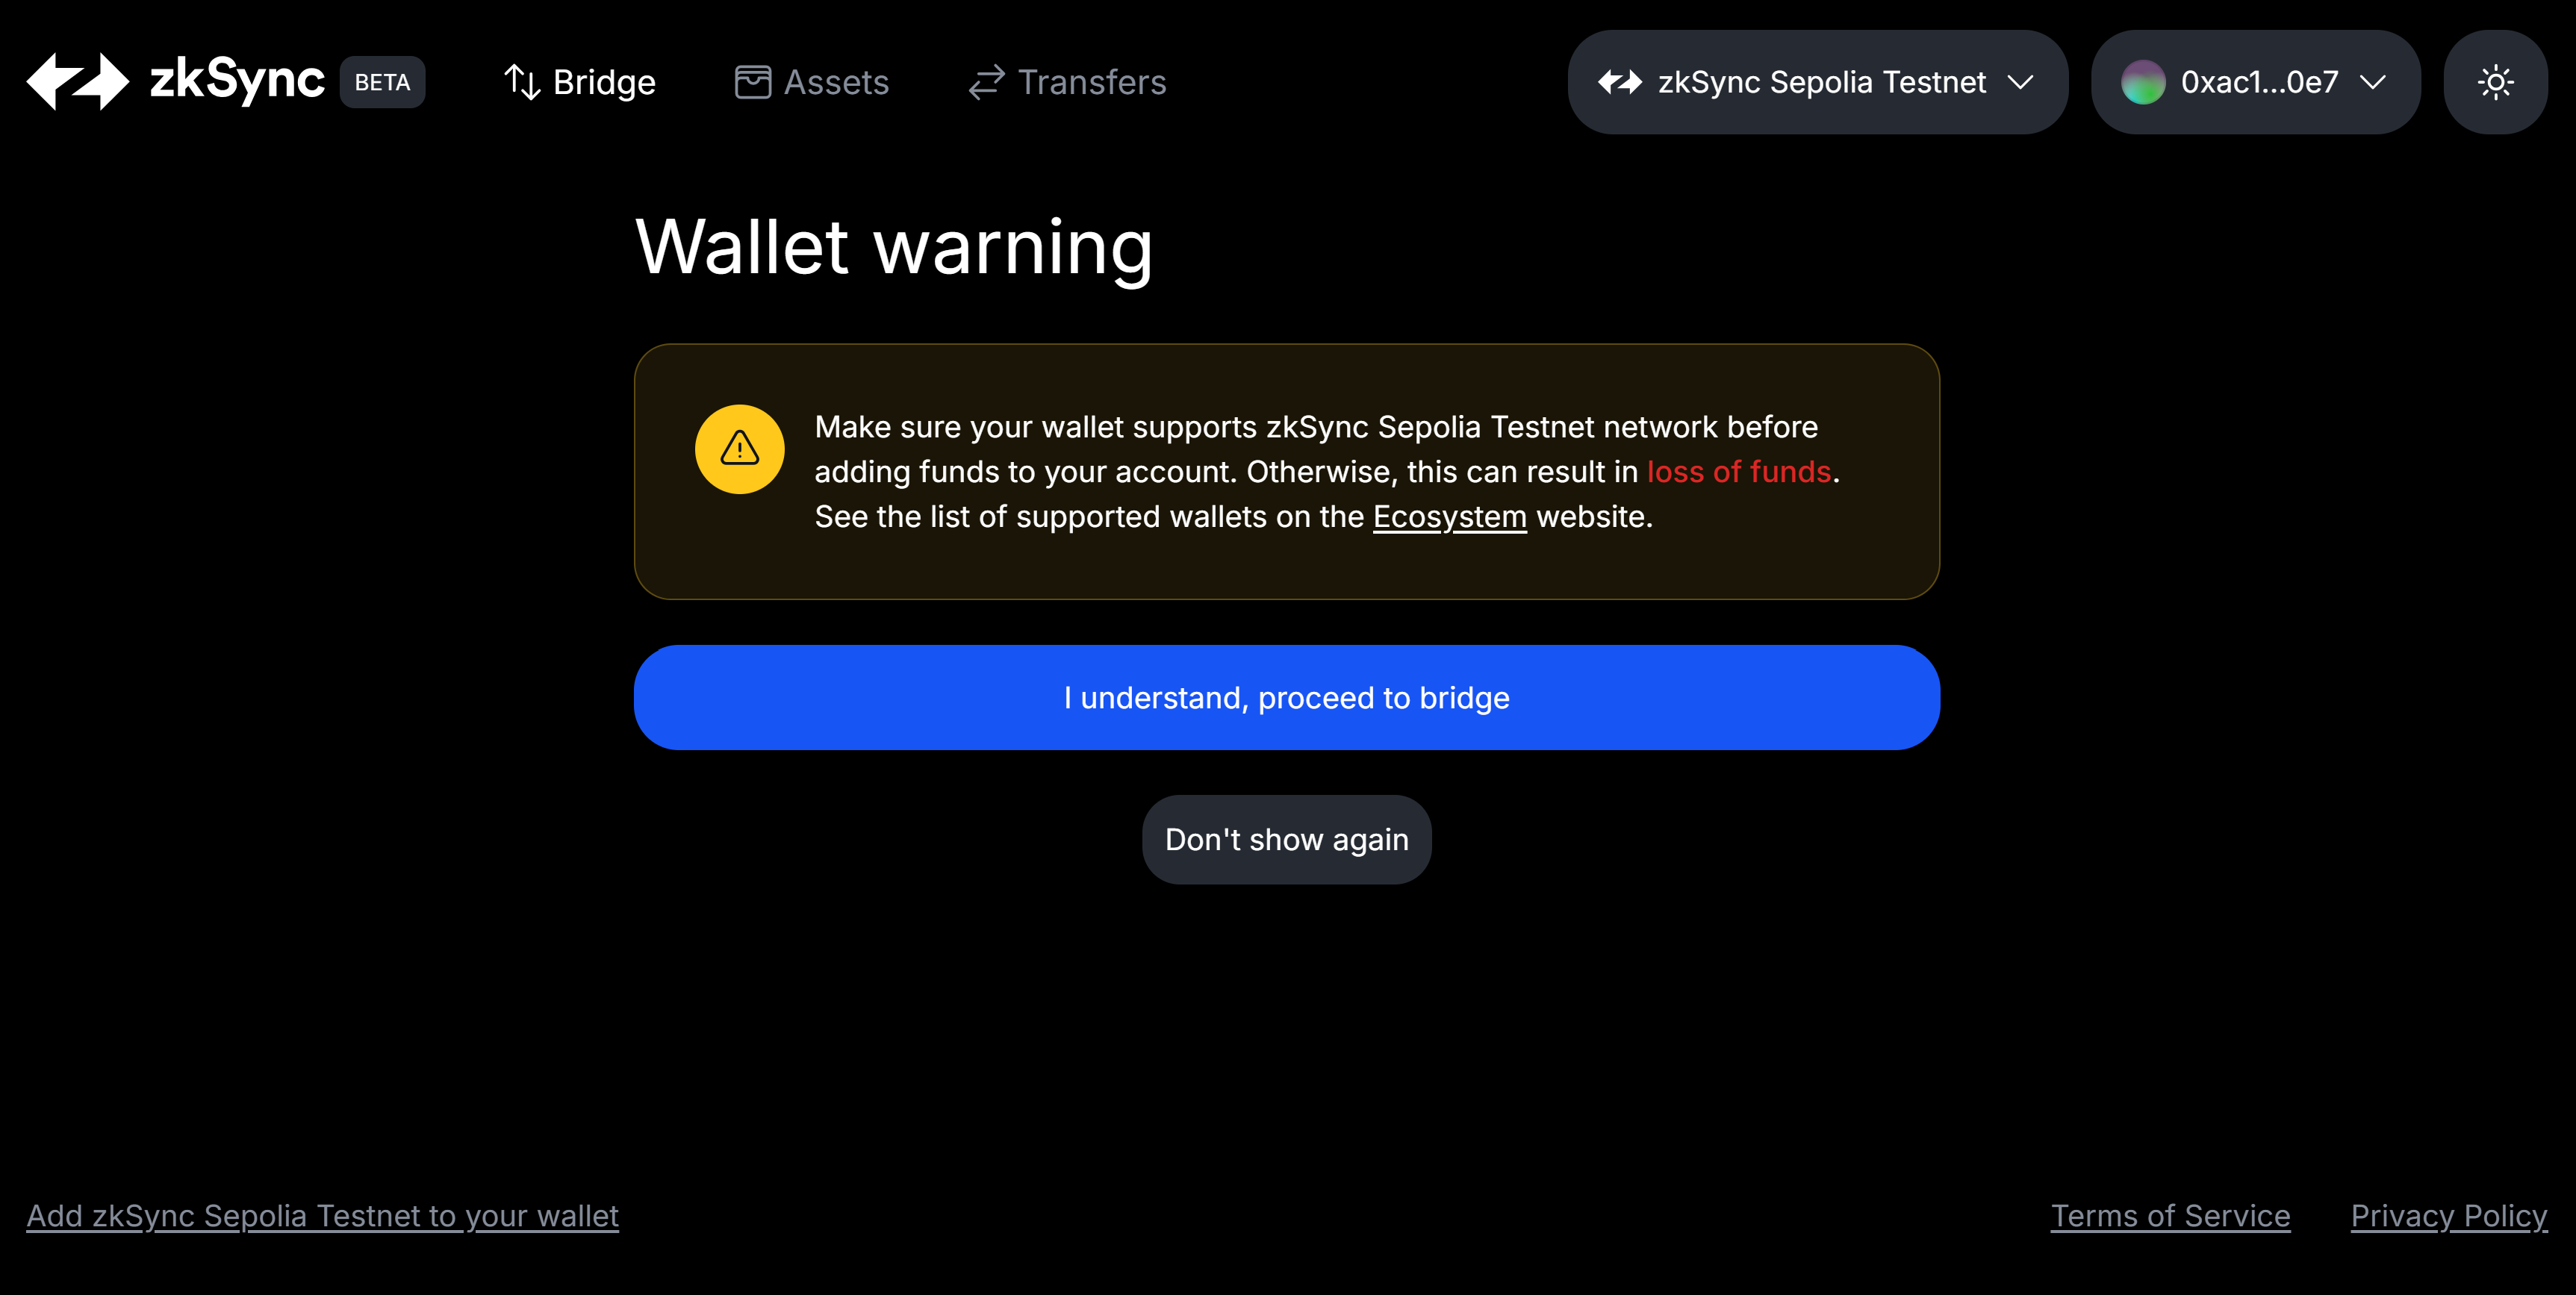 zkSync BETA Bridge Assets Transfers zkSync Sepolia Testnet 0xac1...0e7
Wallet warning
Make sure your wallet supports zkSync Sepolia Testnet network before
adding funds to your account. Otherwise, this can result in loss of funds.
See the list of supported wallets on the Ecosystem website.
I understand, proceed to bridge
Don't show again
Add zkSync Sepolia Testnet to your wallet Terms of Service Privacy Policy